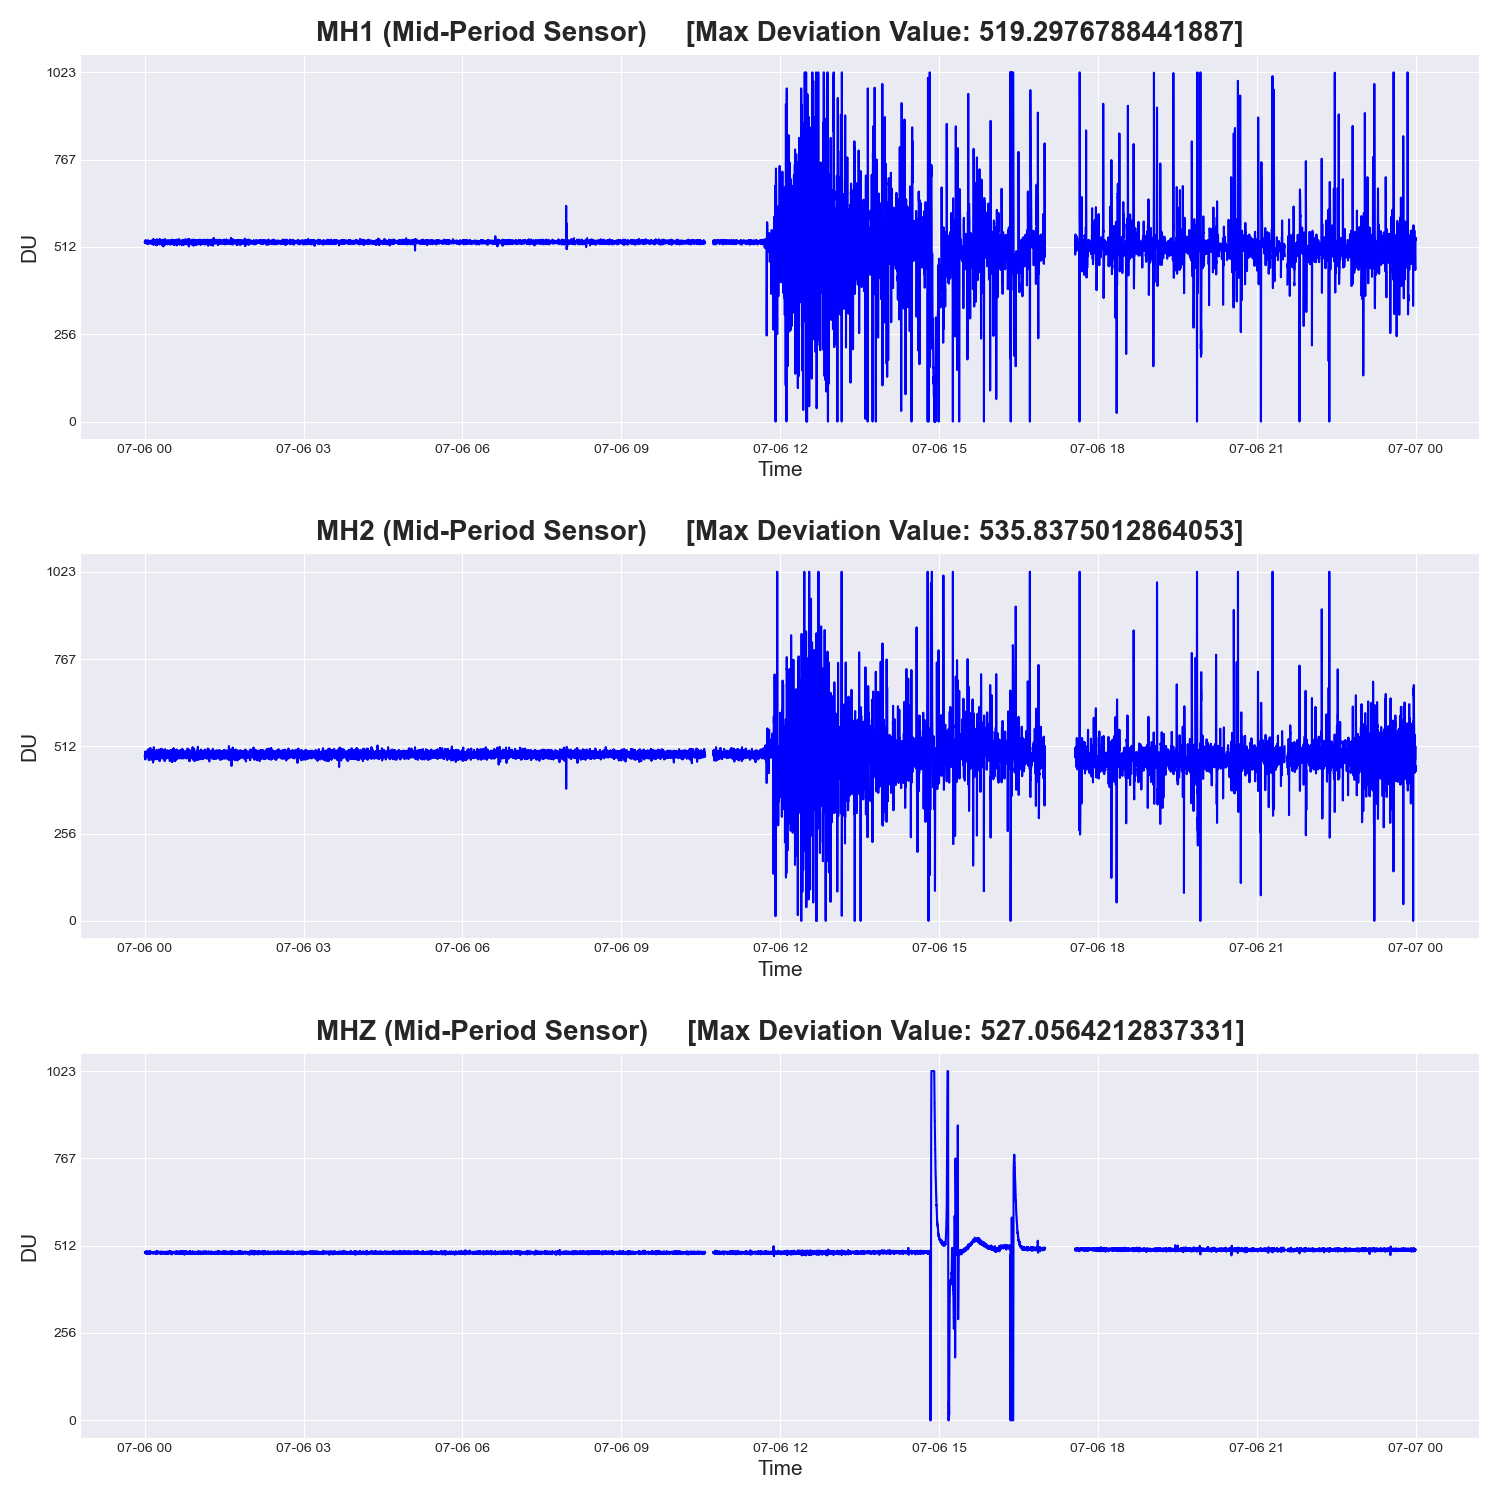 MH1 (Mid-Period Sensor) [Max Deviation Value: 519.2976788441887]
1023
767
512
256
0
DU
07-06 00 07-06 03 07-06 06 07-06 09 07-06 12 07-06 15 07-06 18 07-06 21 07-07 00
Time
MH2 (Mid-Period Sensor) [Max Deviation Value: 535.8375012864053]
1023
767
512
256
0
DU
07-06 00 07-06 03 07-06 06 07-06 09 07-06 12 07-06 15 07-06 18 07-06 21 07-07 00
Time
MHZ (Mid-Period Sensor) [Max Deviation Value: 527.0564212837331]
1023
767
512
256
0
DU
07-06 00 07-06 03 07-06 06 07-06 09 07-06 12 07-06 15 07-06 18 07-06 21 07-07 00
Time